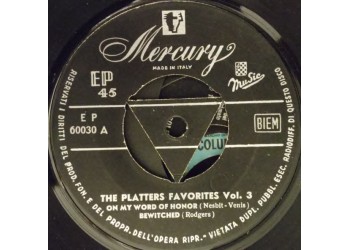 Mercury
MADE IN ITALY
EP
45
Music
E P
60030 A
BIEM
COLU
THE PLATTERS FAVORITES Vol. 3
OH MY WORD OF HONOR (Nesbit - Venis)
BEWITCHED (Rodgers)
RISERVATI I DIRITTI DEL PROD. FON. E DEI PROPR. DELL'OPERA RIPR. - VIETATA DUPL. PUBBL. ESEC. RADIODIFF. DI QUESTO DISCO